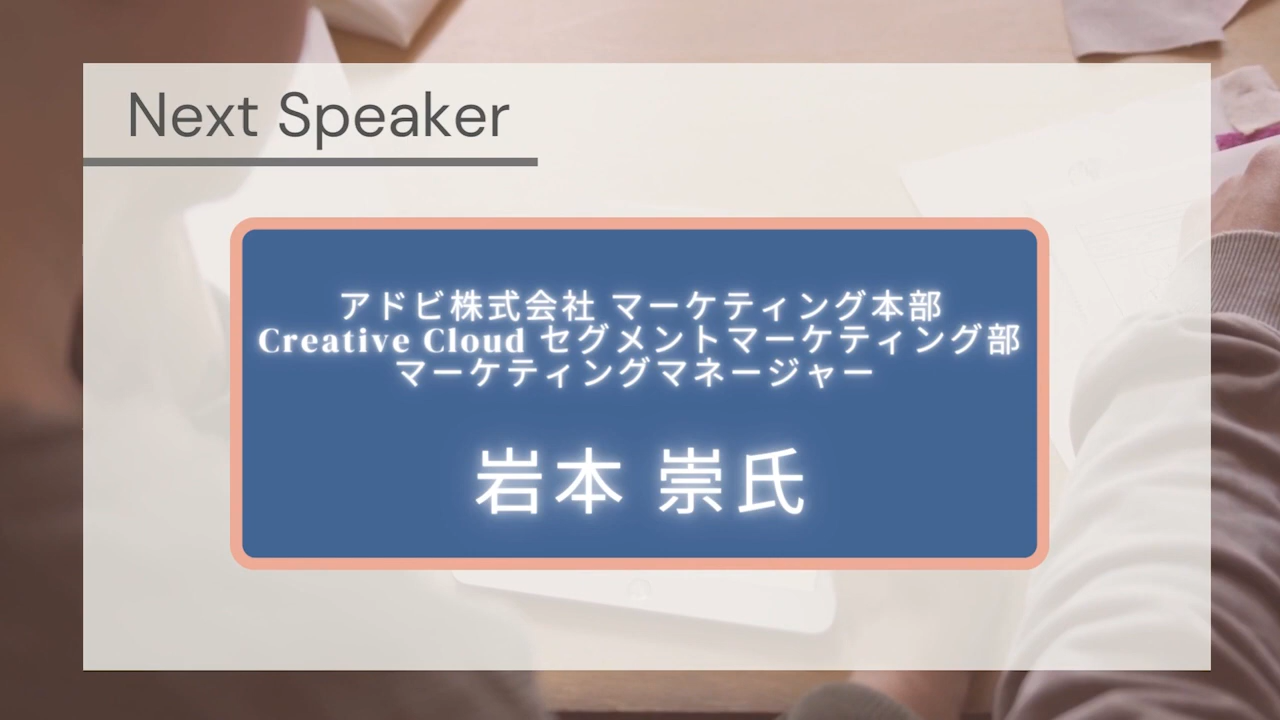 Next Speaker
アドビ株式会社 マーケティング本部
Creative Cloud セグメントマーケティング部
マーケティングマネージャー
岩本 崇氏